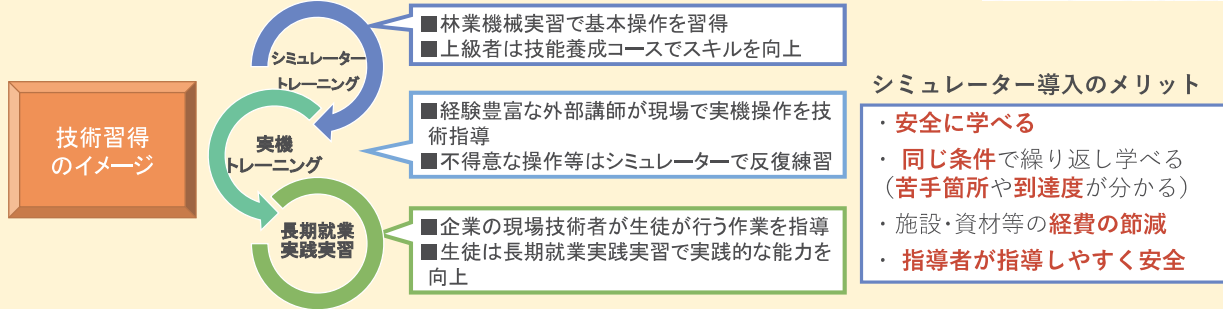 技術習得
のイメージ
シミュレーター
トレーニング
■林業機械実習で基本操作を習得
■上級者は技能養成コースでスキルを向上
実機
トレーニング
■経験豊富な外部講師が現場で実機操作を技
術指導
■不得意な操作等はシミュレーターで反復練習
長期就業
実践実習
■企業の現場技術者が生徒が行う作業を指導
■生徒は長期就業実践実習で実践的な能力を
向上
シミュレーター導入のメリット
・安全に学べる
・同じ条件で繰り返し学べる
（苦手箇所や到達度が分かる）
・施設・資材等の経費の節減
・指導者が指導しやすく安全